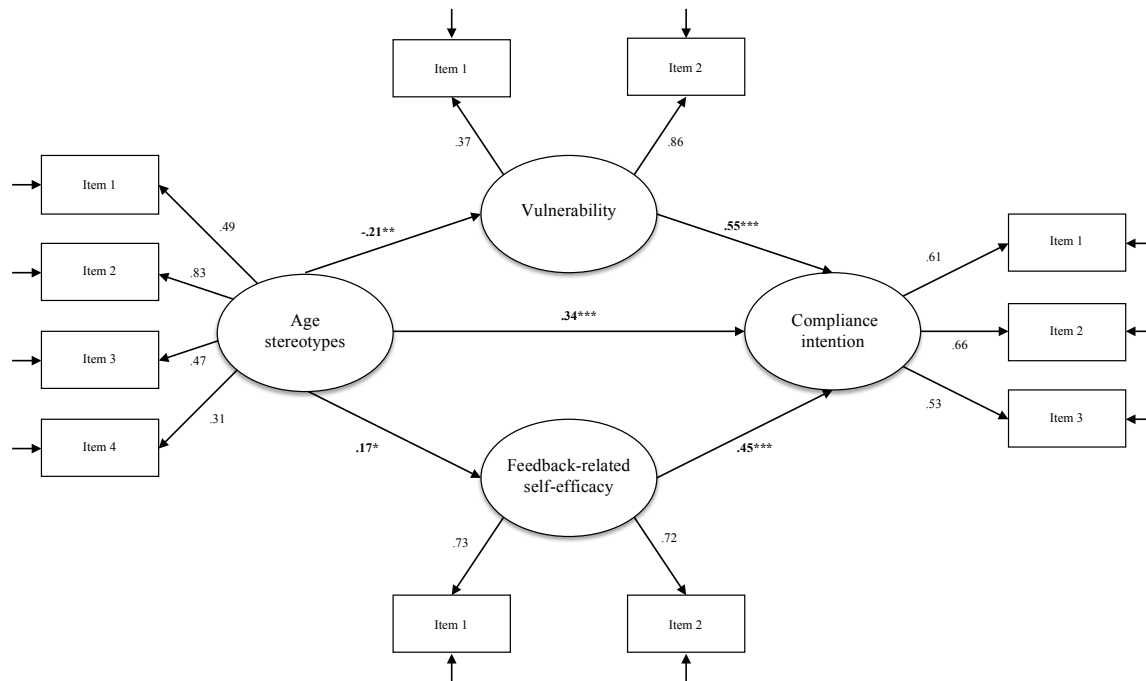 Item 1
Item 2
.37
.86
Vulnerability
Item 1
Item 2
Item 3
Item 4
.49
.83
.47
.31
Age
stereotypes
-.21**
.55***
.34***
.17*
.45***
Compliance
intention
.61
.66
.53
Item 1
Item 2
Item 3
Feedback-related
self-efficacy
.73
.72
Item 1
Item 2